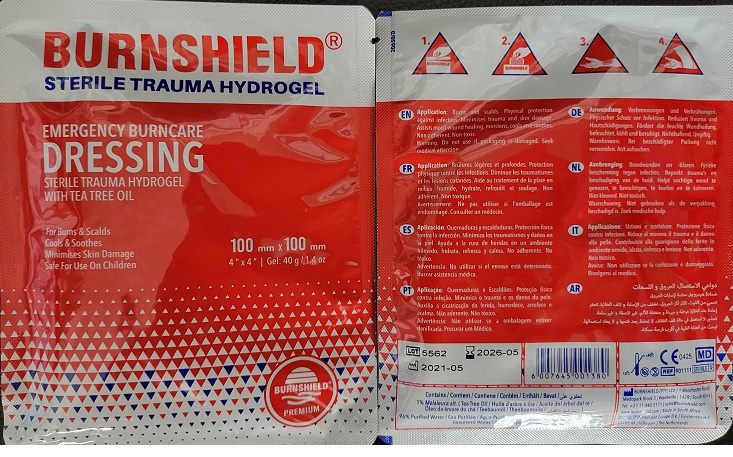 BURNSHIELD®
STERILE TRAUMA HYDROGEL
EMERGENCY BURNCARE
DRESSING
STERILE TRAUMA HYDROGEL
WITH TEA TREE OIL
For Burns & Scalds
Cools & Soothes
Minimises Skin Damage
Safe For Use On Children
100 mm x 100 mm
4" x 4" | Gel: 40 g / 1.4 oz
BURNSHIELD®
PREMIUM
1.
2.
3.
4.
EN Application: Burns and scalds. Physical protection
against infection. Minimises trauma and skin damage.
Assists moist wound healing, moistens, cools and soothes.
Non-adherent. Non-toxic.
Warning: Do not use if packaging is damaged. Seek
medical attention.
FR Application: Brûlures légères et profondes. Protection
physique contre les infections. Diminue les traumatismes
et les lésions cutanées. Aide au traitement de la plaie en
milieu humide, hydrate, refroidit et soulage. Non
adhérent. Non toxique.
Avertissement: Ne pas utiliser si l'emballage est
endommagé. Consulter un médecin.
ES Aplicación: Quemaduras y escaldaduras. Protección física
contra la infección. Minimiza los traumatismos y daños en
la piel. Ayuda a la cura de heridas en un ambiente
húmedo, hidrata, refresca y calma. No adherente. No
tóxico.
Advertencia: No utilizar si el envase está deteriorado.
Buscar asistencia médica.
PT Aplicação: Queimaduras e Escaldões. Proteção física
contra infeção. Minimiza o trauma e os danos da pele.
Auxilia a cicatrização da ferida, humedece, arrefece e
acalma. Não aderente. Não tóxico.
Advertência: Não utilizar se a embalagem estiver
danificada. Procurar um Médico.
DE Anwendung: Verbrennungen und Verbrühungen.
Physischer Schutz vor Infektion. Reduziert Trauma und
Hautschädigungen. Fördert die feuchte Wundheilung,
befeuchtet, kühlt und beruhigt. Nichthaftend. Ungiftig.
Warnhinweis: Bei beschädigter Packung nicht
verwenden. Arzt aufsuchen.
NL Aanbrenging: Brandwonden en blaren. Fysieke
bescherming tegen infectie. Beperkt trauma's en
beschadiging van de huid. Helpt vochtige wond te
genezen, te bevochtigen, te koelen en te kalmeren.
Niet-klevend. Niet-toxisch.
Waarschuwing: Niet gebruiken als de verpakking
beschadigd is. Zoek medische hulp.
IT Applicazione: Ustioni e scottature. Protezione fisica
contro infezioni. Riduce al minimo il trauma e il danno
alla pelle. Contribuisce alla guarigione delle ferite in
ambiente umido, idrata, rinfresca e lenisce. Non aderente.
Non tossico.
Avviso: Non utilizzare se la confezione è danneggiata.
Rivolgersi al medico.
AR
LOT 5562
2026-05
2021-05
6 007645 001380
CE 0425 MD
REF 901111 STERILE R
Contains / Contient / Contiene / Contém / Enthält / Bevat /
1% Melaleuca alt. ( Tea Tree Oil / Huile d'arbre à thé / Aceite del árbol del té /
Óleo da árvore do chá / Teebaumöl / Theeboomolie /
96% Purified Water / Eau Purifiée / Agua